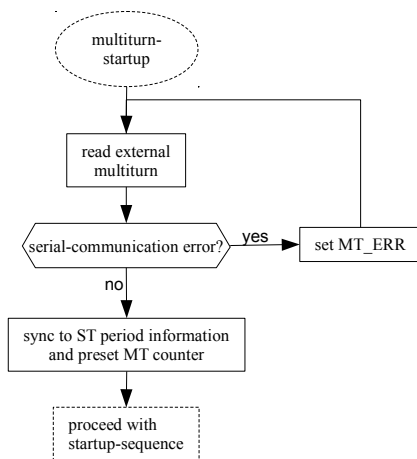 multiturn-
startup
read external
multiturn
serial-communication error?
yes
set MT_ERR
no
sync to ST period information
and preset MT counter
proceed with
startup-sequence